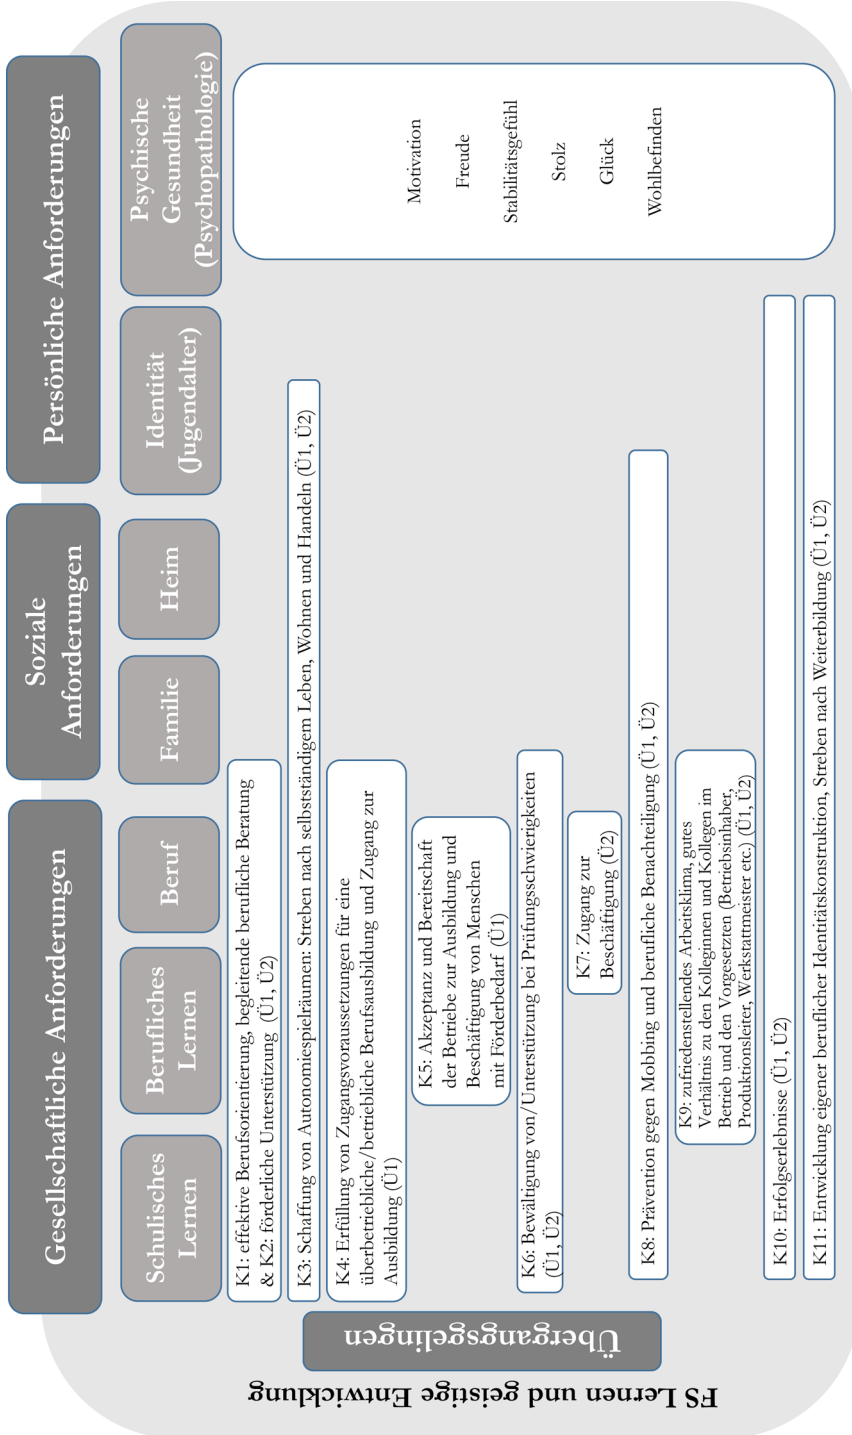 Gesellschaftliche Anforderungen
Soziale
Anforderungen
Persönliche Anforderungen
Schulisches
Lernen
Berufliches
Lernen
Beruf
Familie
Heim
Identität
(Jugendalter)
Psychische
Gesundheit
(Psychopathologie)
FS Lernen und geistige Entwicklung
Übergangsgelingen
K1: effektive Berufsorientierung, begleitende berufliche Beratung
& K2: förderliche Unterstützung (Ü1, Ü2)
K3: Schaffung von Autonomiespielräumen: Streben nach selbstständigem Leben, Wohnen und Handeln (Ü1, Ü2)
K4: Erfüllung von Zugangsvoraussetzungen für eine
überbetriebliche/betriebliche Berufsausbildung und Zugang zur
Ausbildung (Ü1)
K5: Akzeptanz und Bereitschaft
der Betriebe zur Ausbildung und
Beschäftigung von Menschen
mit Förderbedarf (Ü1)
K6: Bewältigung von/Unterstützung bei Prüfungsschwierigkeiten
(Ü1, Ü2)
K7: Zugang zur
Beschäftigung (Ü2)
K8: Prävention gegen Mobbing und berufliche Benachteiligung (Ü1, Ü2)
K9: zufriedenstellendes Arbeitsklima, gutes
Verhältnis zu den Kolleginnen und Kollegen im
Betrieb und den Vorgesetzten (Betriebsinhaber,
Produktionsleiter, Werkstattmeister etc.) (Ü1, Ü2)
K10: Erfolgserlebnisse (Ü1, Ü2)
K11: Entwicklung eigener beruflicher Identitätskonstruktion, Streben nach Weiterbildung (Ü1, Ü2)
Motivation
Freude
Stabilitätsgefühl
Stolz
Glück
Wohlbefinden